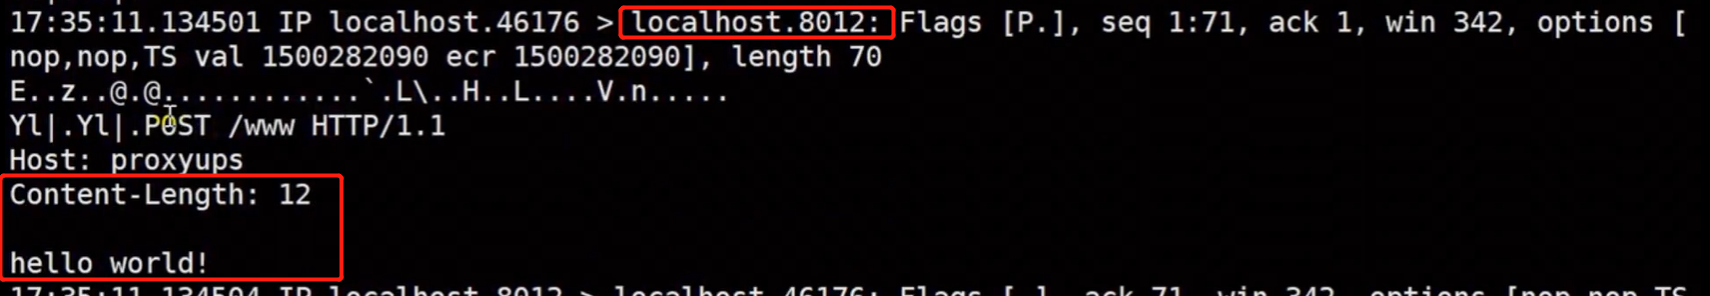 17:35:11.134501 IP localhost.46176 > localhost.8012: Flags [P.], seq 1:71, ack 1, win 342, options [
nop,nop,TS val 1500282090 ecr 1500282090], length 70
E..z..@.@............`.L\..H..L....V.n.....
Yl|.Yl|.POST /www HTTP/1.1
Host: proxyups
Content-Length: 12

hello world!
17:35:11.134504 IP localhost.8012 > localhost.46176: Flags [.], ack 71, win 342, options [nop,nop,TS